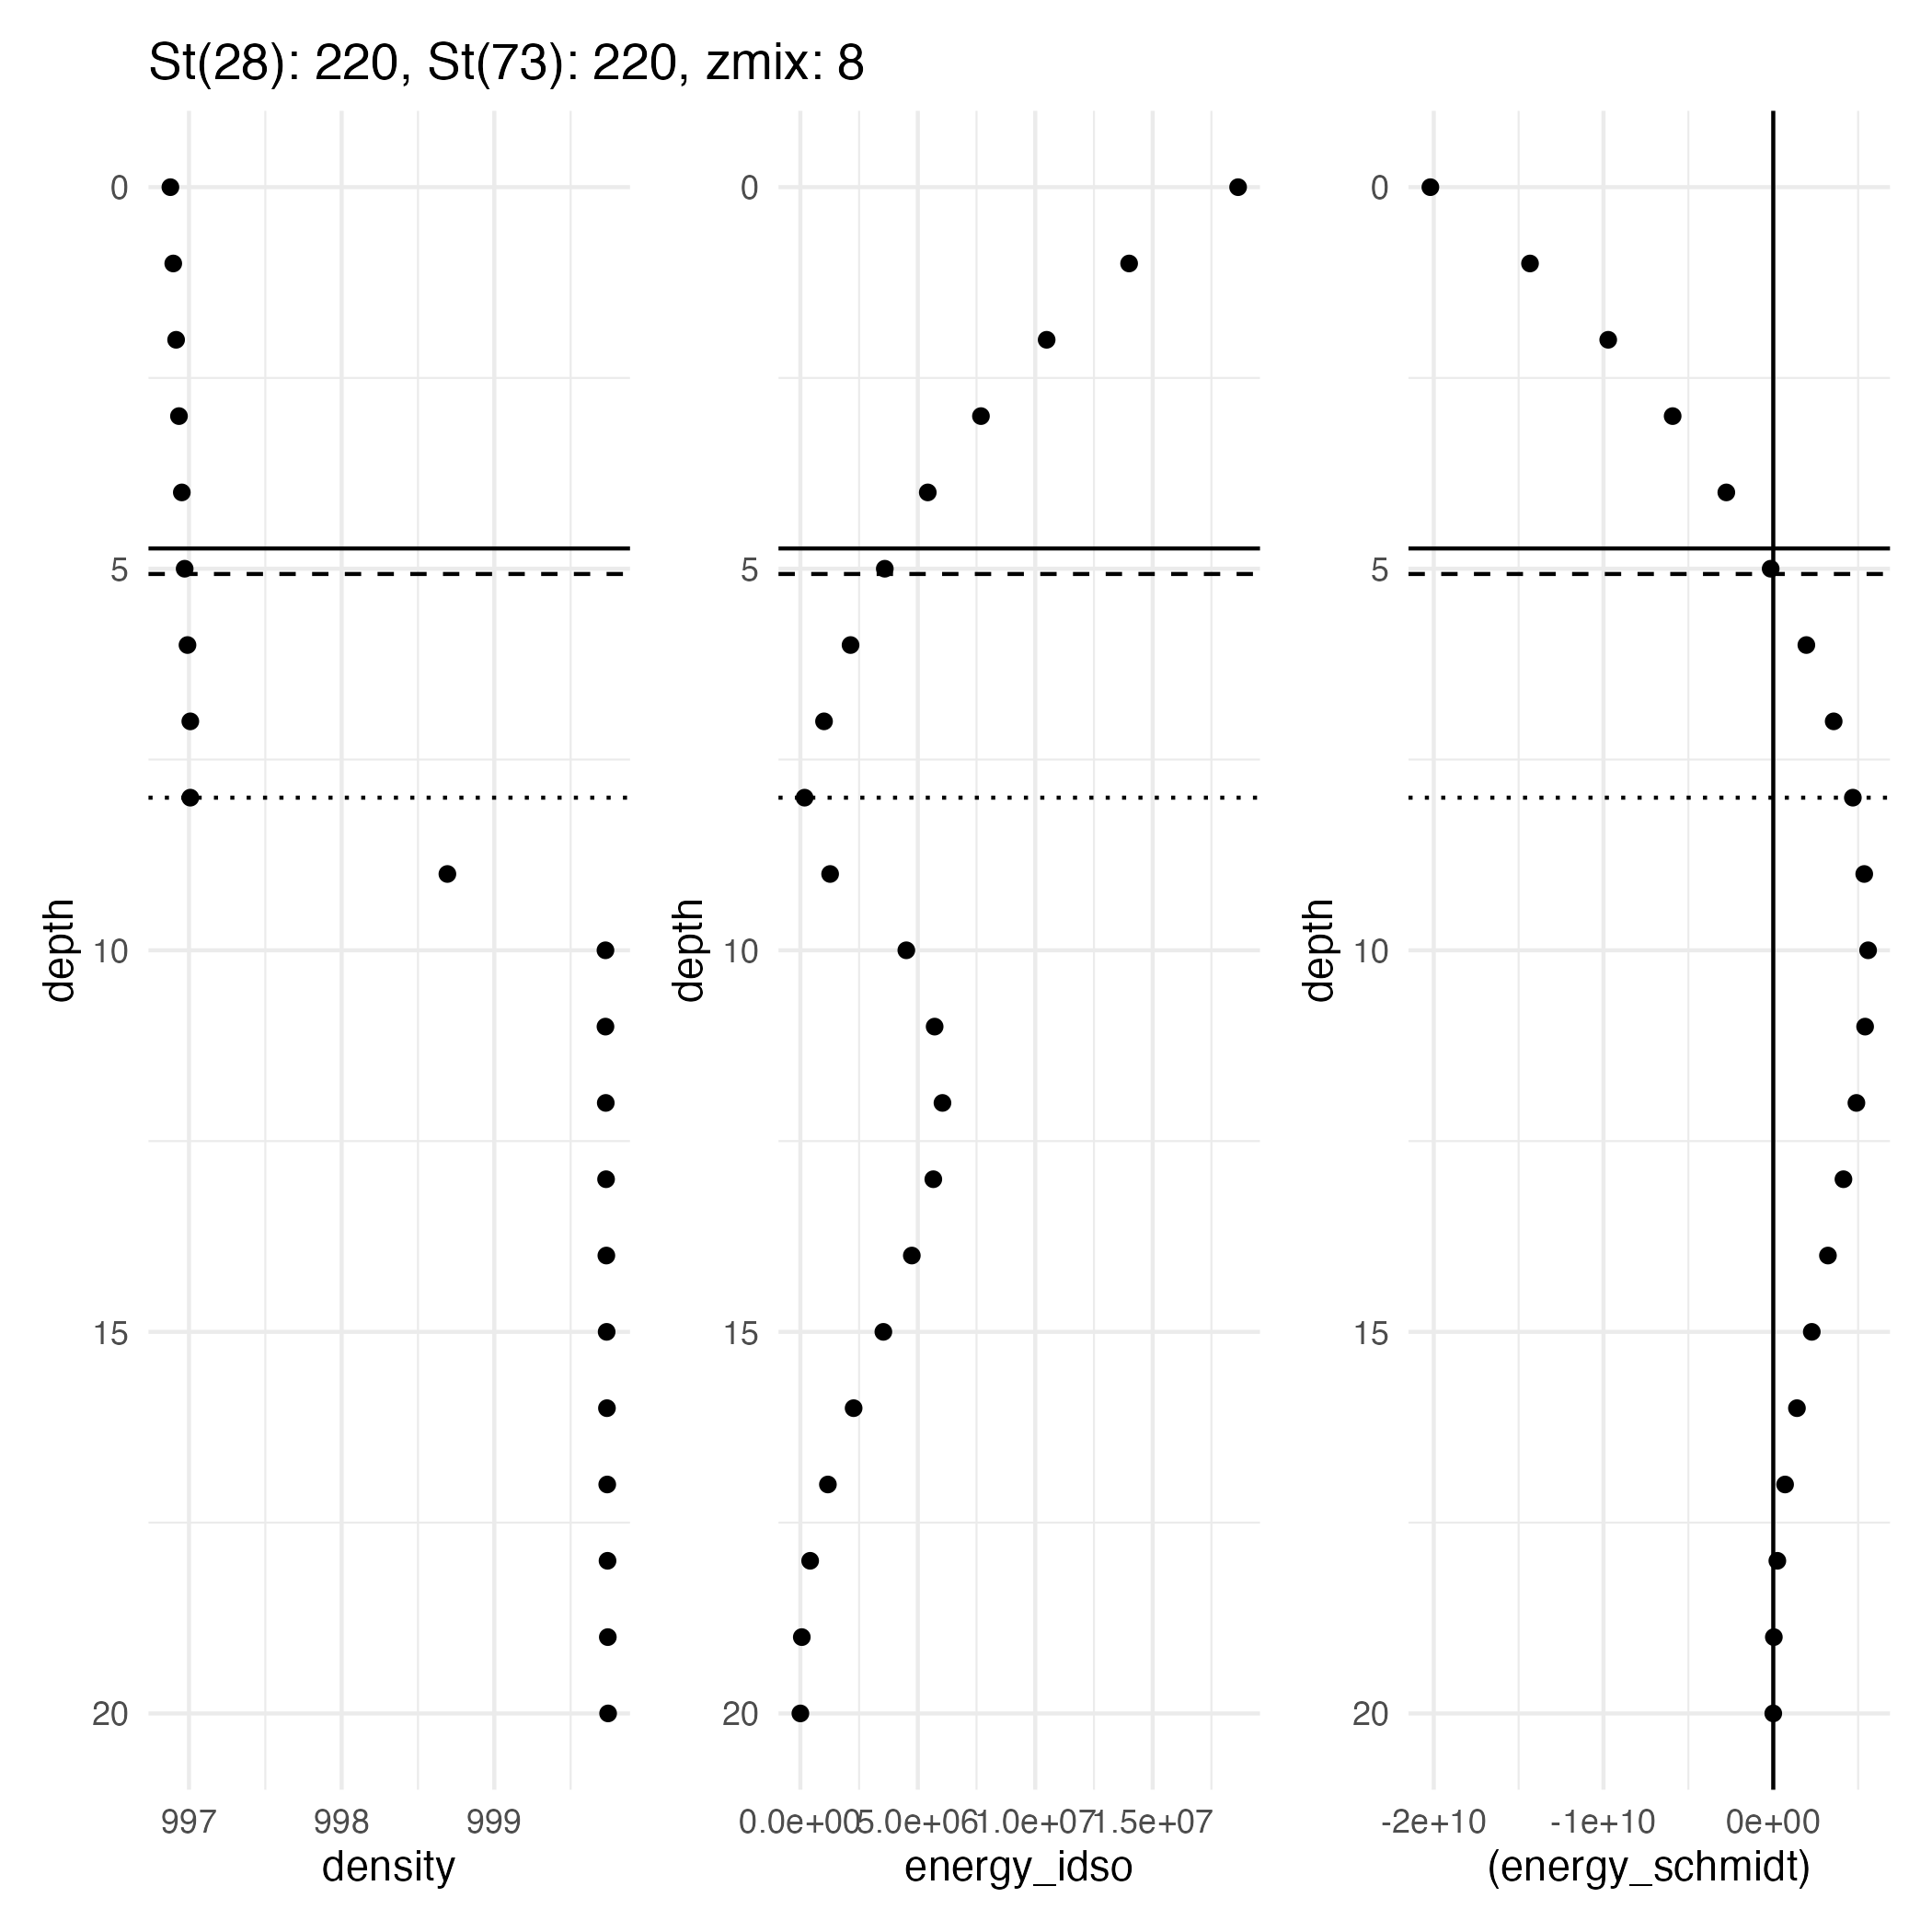 St(28): 220, St(73): 220, zmix: 8
0
5
10
15
20
depth
997 998 999
density
0
5
10
15
20
depth
0.0e+00 5.0e+06 1.0e+07 1.5e+07
energy_idso
0
5
10
15
20
depth
-2e+10 -1e+10 0e+00
(energy_schmidt)